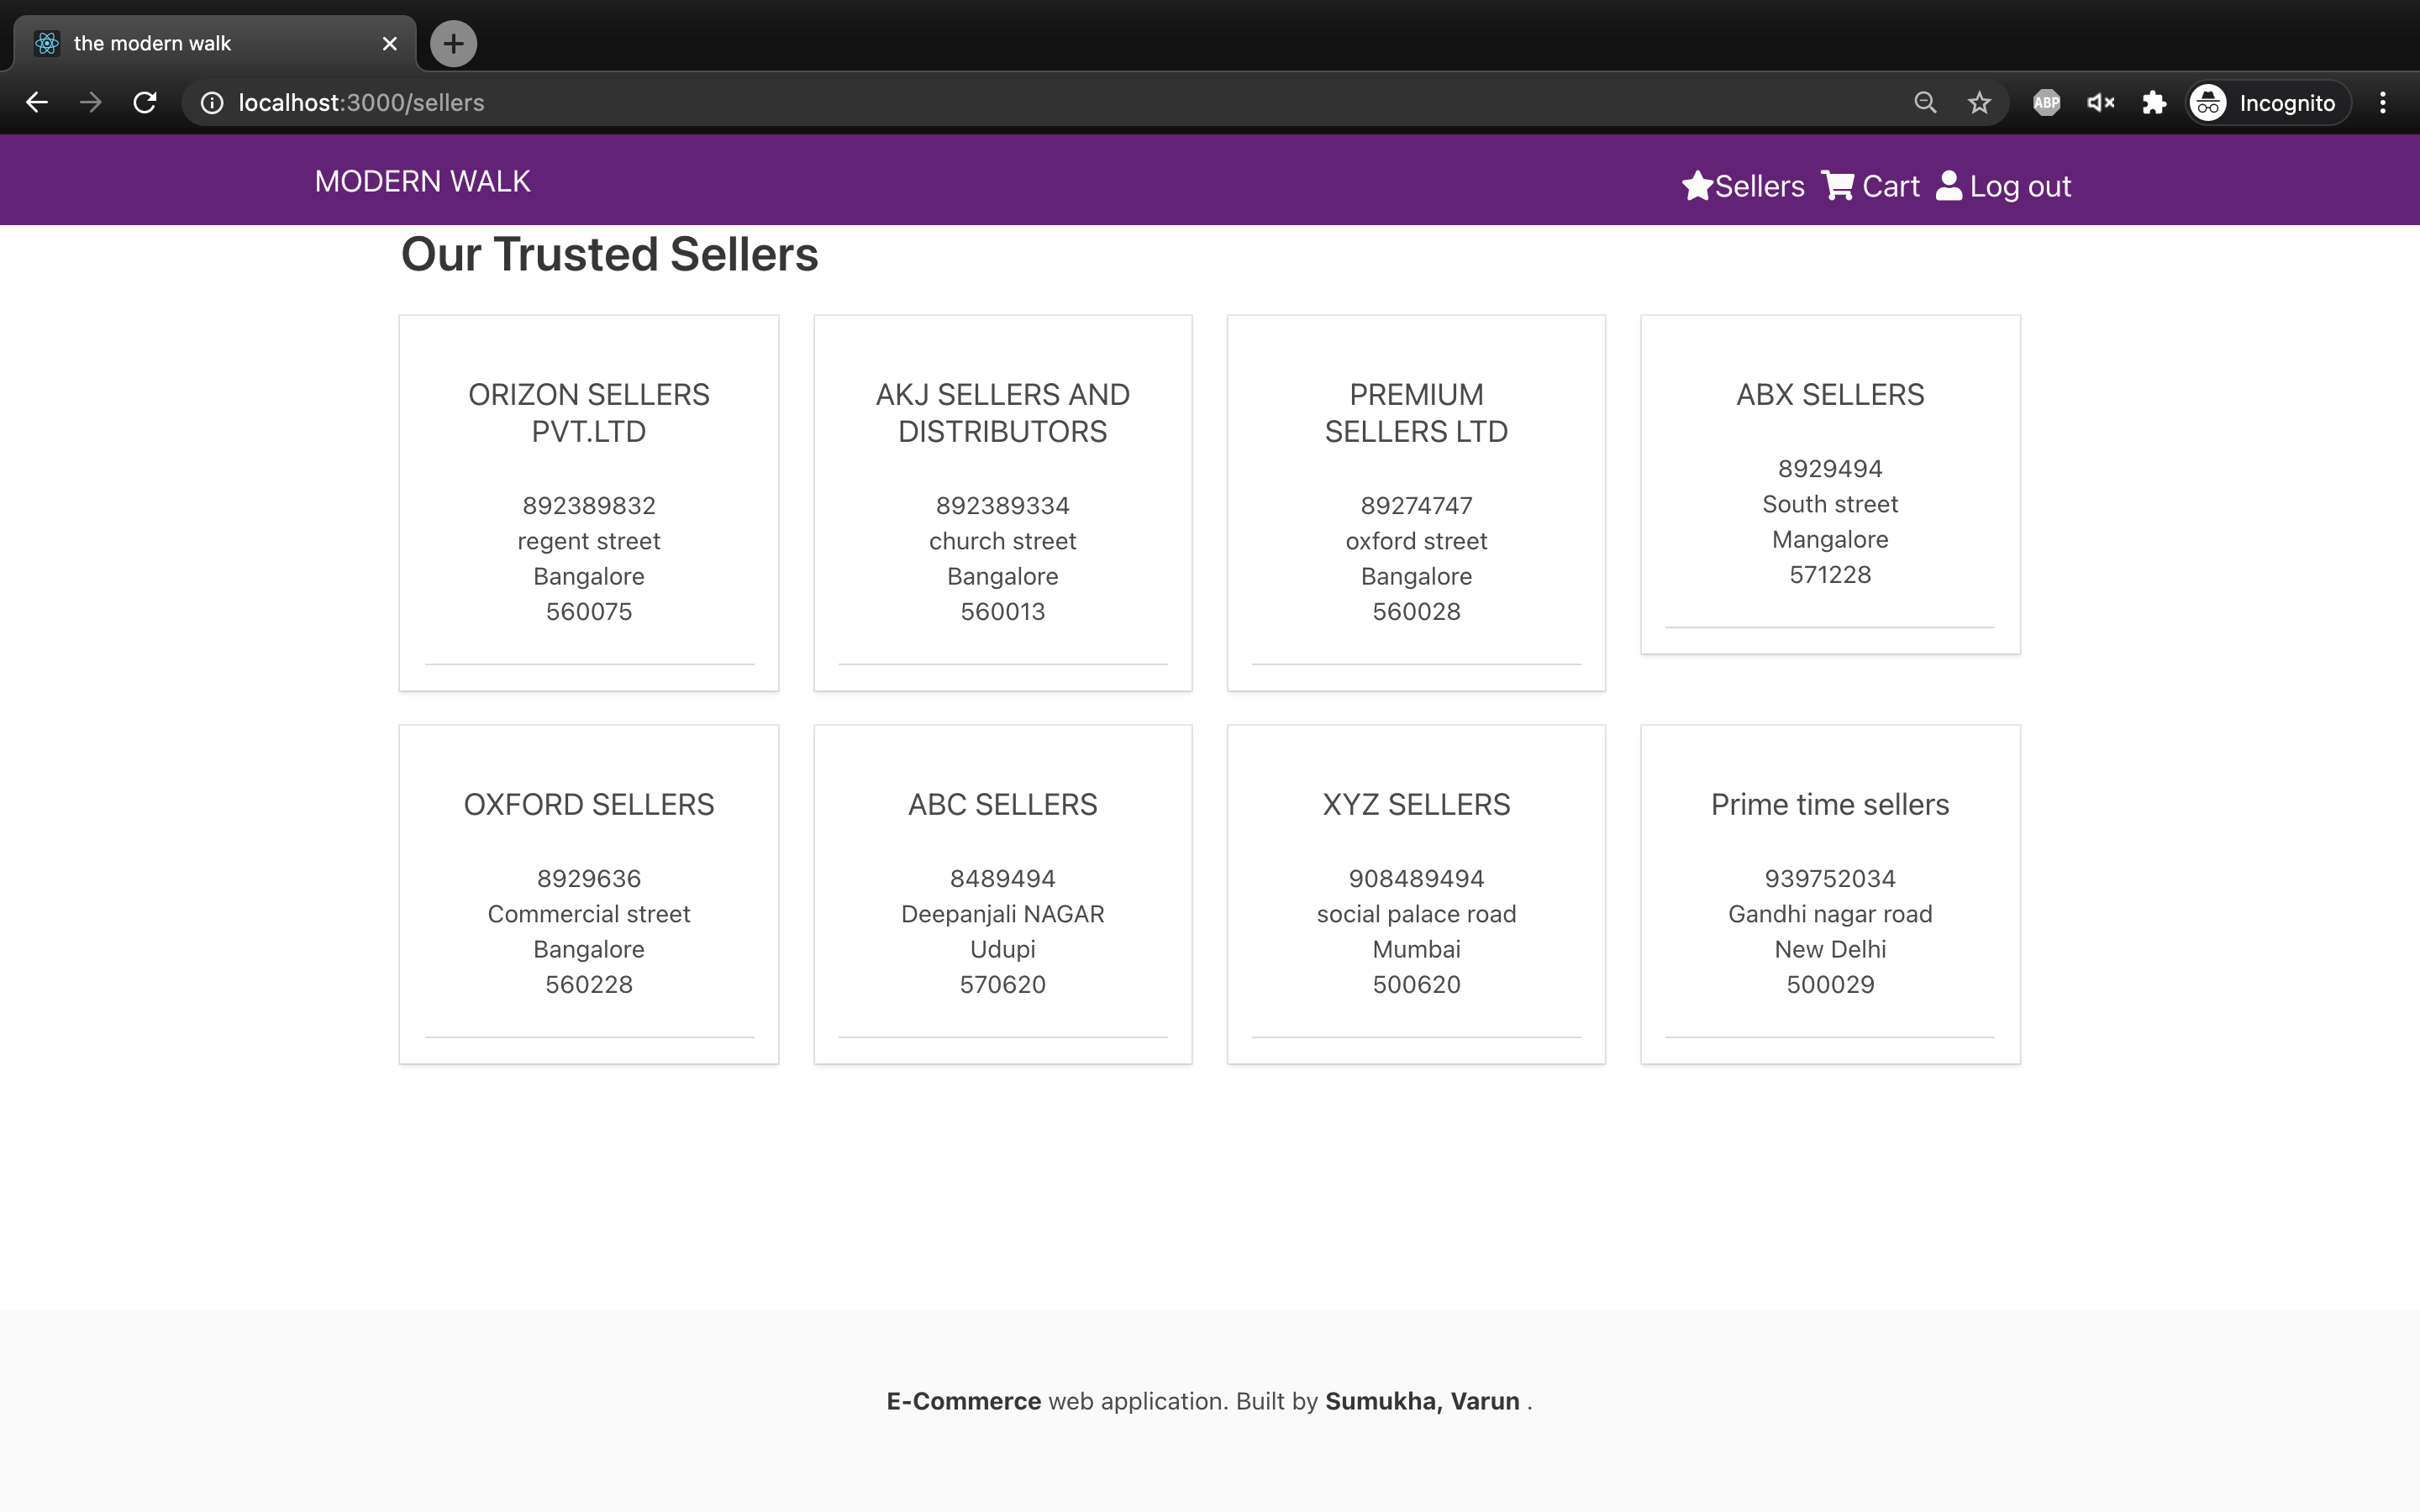 the modern walk
localhost:3000/sellers
ABP
Incognito
MODERN WALK
Sellers Cart Log out
Our Trusted Sellers
ORIZON SELLERS
PVT.LTD
892389832
regent street
Bangalore
560075
AKJ SELLERS AND
DISTRIBUTORS
892389334
church street
Bangalore
560013
PREMIUM
SELLERS LTD
89274747
oxford street
Bangalore
560028
ABX SELLERS
8929494
South street
Mangalore
571228
OXFORD SELLERS
8929636
Commercial street
Bangalore
560228
ABC SELLERS
8489494
Deepanjali NAGAR
Udupi
570620
XYZ SELLERS
908489494
social palace road
Mumbai
500620
Prime time sellers
939752034
Gandhi nagar road
New Delhi
500029
E-Commerce web application. Built by Sumukha, Varun .